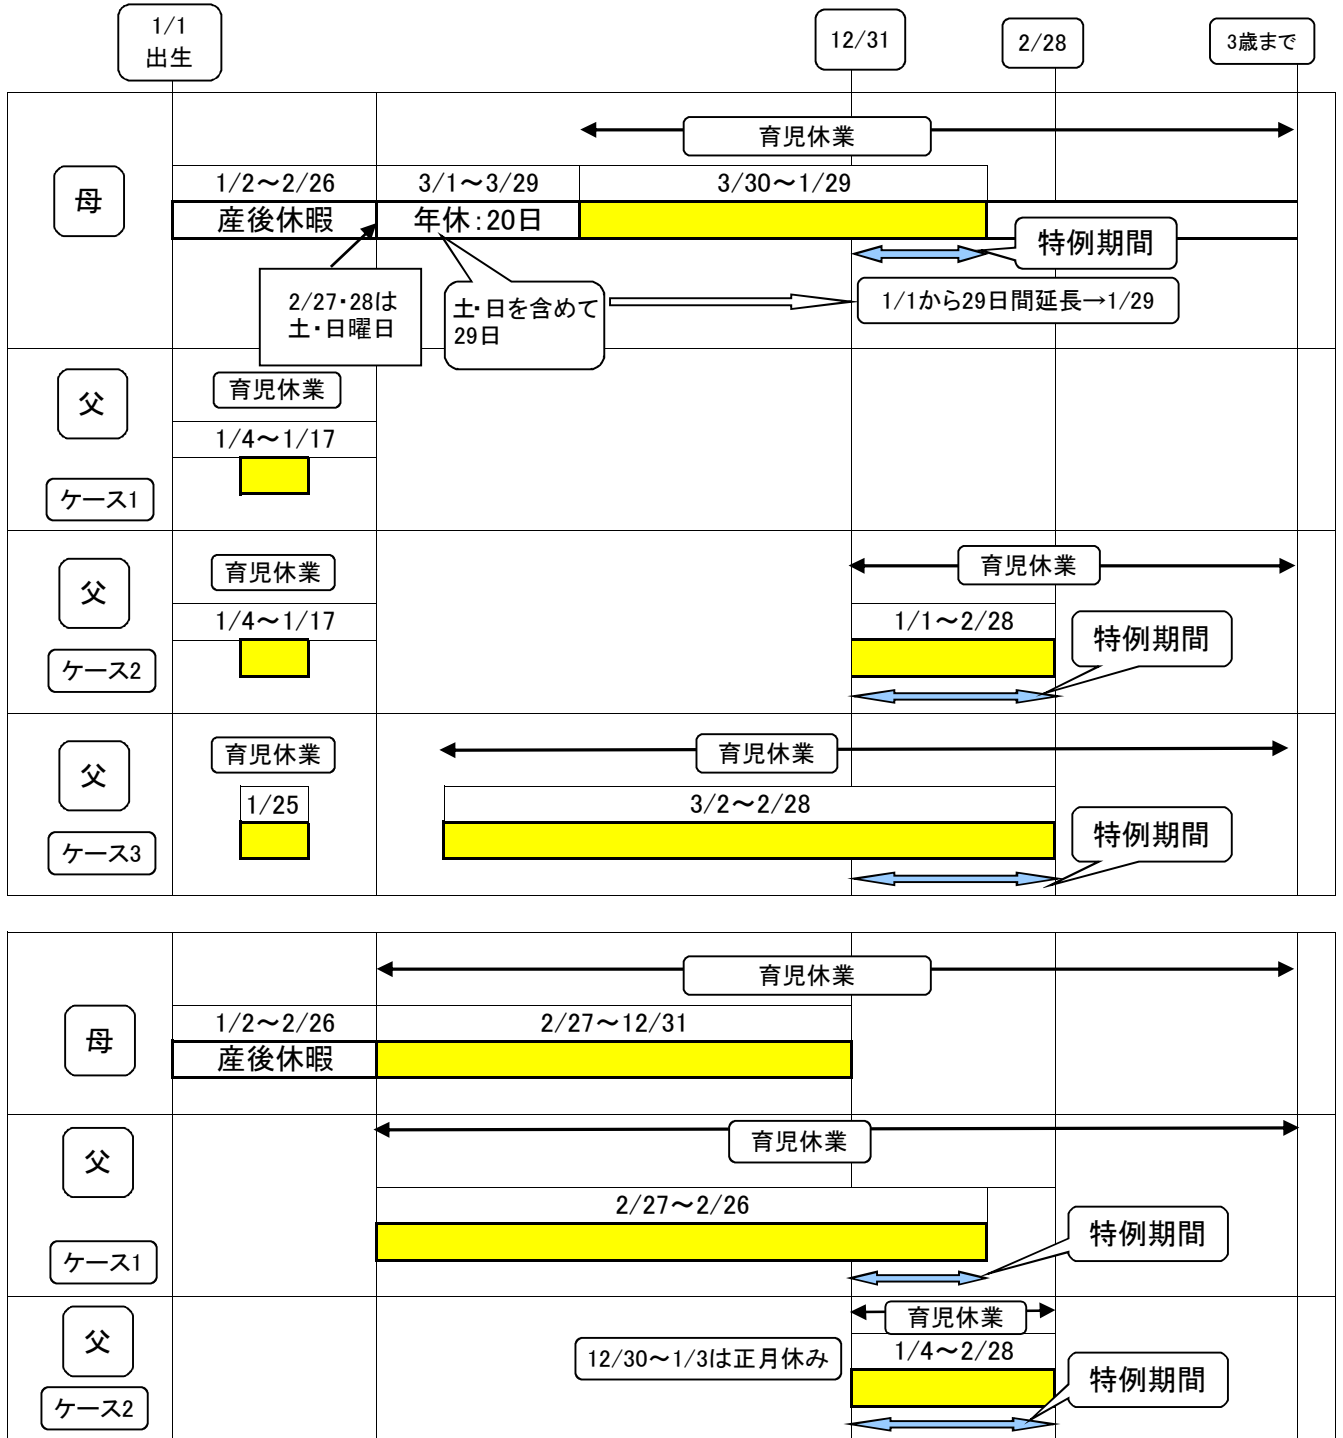 1/1
出生
12/31
2/28
3歳まで
育児休業
母
1/2～2/26
3/1～3/29
3/30～1/29
産後休暇
年休:20日
特例期間
2/27・28は
土・日曜日
土・日を含めて
29日
1/1から29日間延長→1/29
父
育児休業
1/4～1/17
ケース1
父
育児休業
育児休業
1/4～1/17
1/1～2/28
特例期間
ケース2
父
育児休業
育児休業
1/25
3/2～2/28
特例期間
ケース3
育児休業
母
1/2～2/26
2/27～12/31
産後休暇
父
育児休業
2/27～2/26
特例期間
ケース1
父
育児休業
12/30～1/3は正月休み
1/4～2/28
特例期間
ケース2